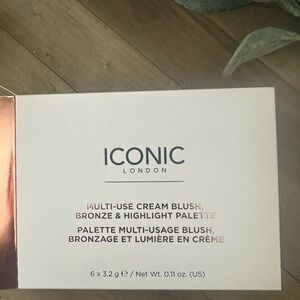 ICONIC
LONDON
MULTI-USE CREAM BLUSH,
BRONZE & HIGHLIGHT PALETTE
PALETTE MULTI-USAGE BLUSH,
BRONZAGE ET LUMIÈRE EN CRÈME
6 x 3.2 g ℮ / Net Wt. 0.11 oz. (US)